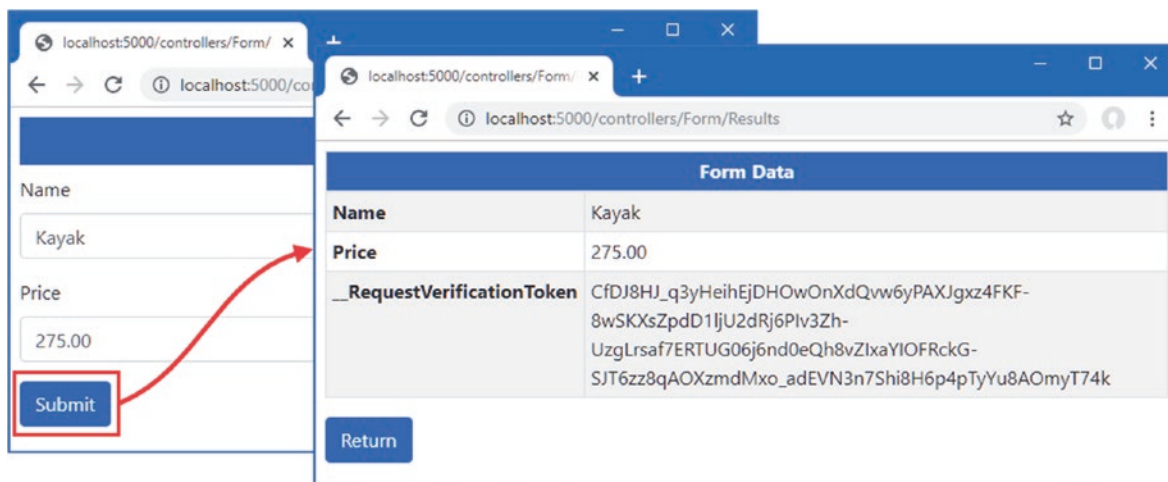 localhost:5000/controllers/Form/
localhost:5000/co
Name
Kayak
Price
275.00
Submit
localhost:5000/controllers/Form/
localhost:5000/controllers/Form/Results
Form Data
Name Kayak
Price 275.00
__RequestVerificationToken CfDJ8HJ_q3yHeihEjDHOwOnXdQvw6yPAXJgxz4FKF-
8wSKXsZpdD1ljU2dRj6PIv3Zh-
UzgLrsaf7ERTUG06j6nd0eQh8vZIxaYIOFRckG-
SJT6zz8qAOXzmdMxo_adEVN3n7Shi8H6p4pTyYu8AOmyT74k
Return